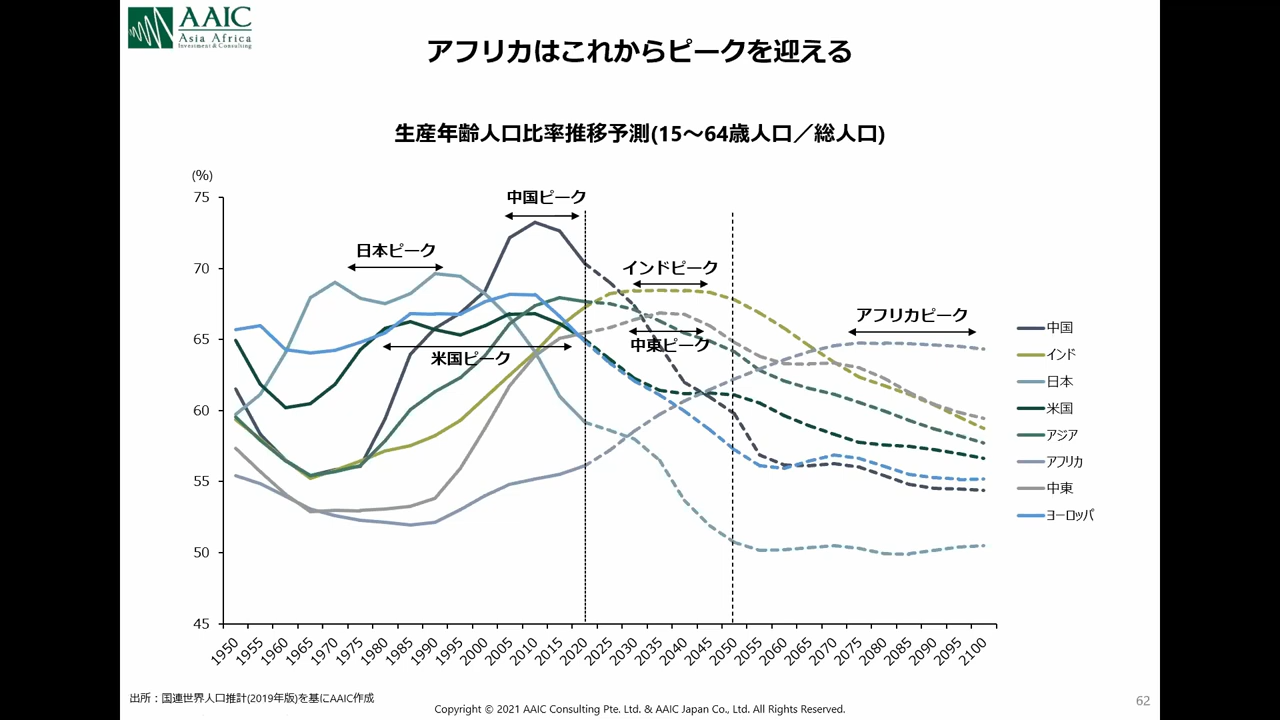 AAIC
Asia Africa
Investment & Consulting
アフリカはこれからピークを迎える
生産年齢人口比率推移予測(15～64歳人口／総人口)
(%)
75
70
65
60
55
50
45
中国ピーク
日本ピーク
インドピーク
アフリカピーク
中東ピーク
米国ピーク
中国
インド
日本
米国
アジア
アフリカ
中東
ヨーロッパ
1950 1955 1960 1965 1970 1975 1980 1985 1990 1995 2000 2005 2010 2015 2020 2025 2030 2035 2040 2045 2050 2055 2060 2065 2070 2075 2080 2085 2090 2095 2100
出所：国連世界人口推計(2019年版)を基にAAIC作成
Copyright © 2021 AAIC Consulting Pte. Ltd. & AAIC Japan Co., Ltd. All Rights Reserved.
62